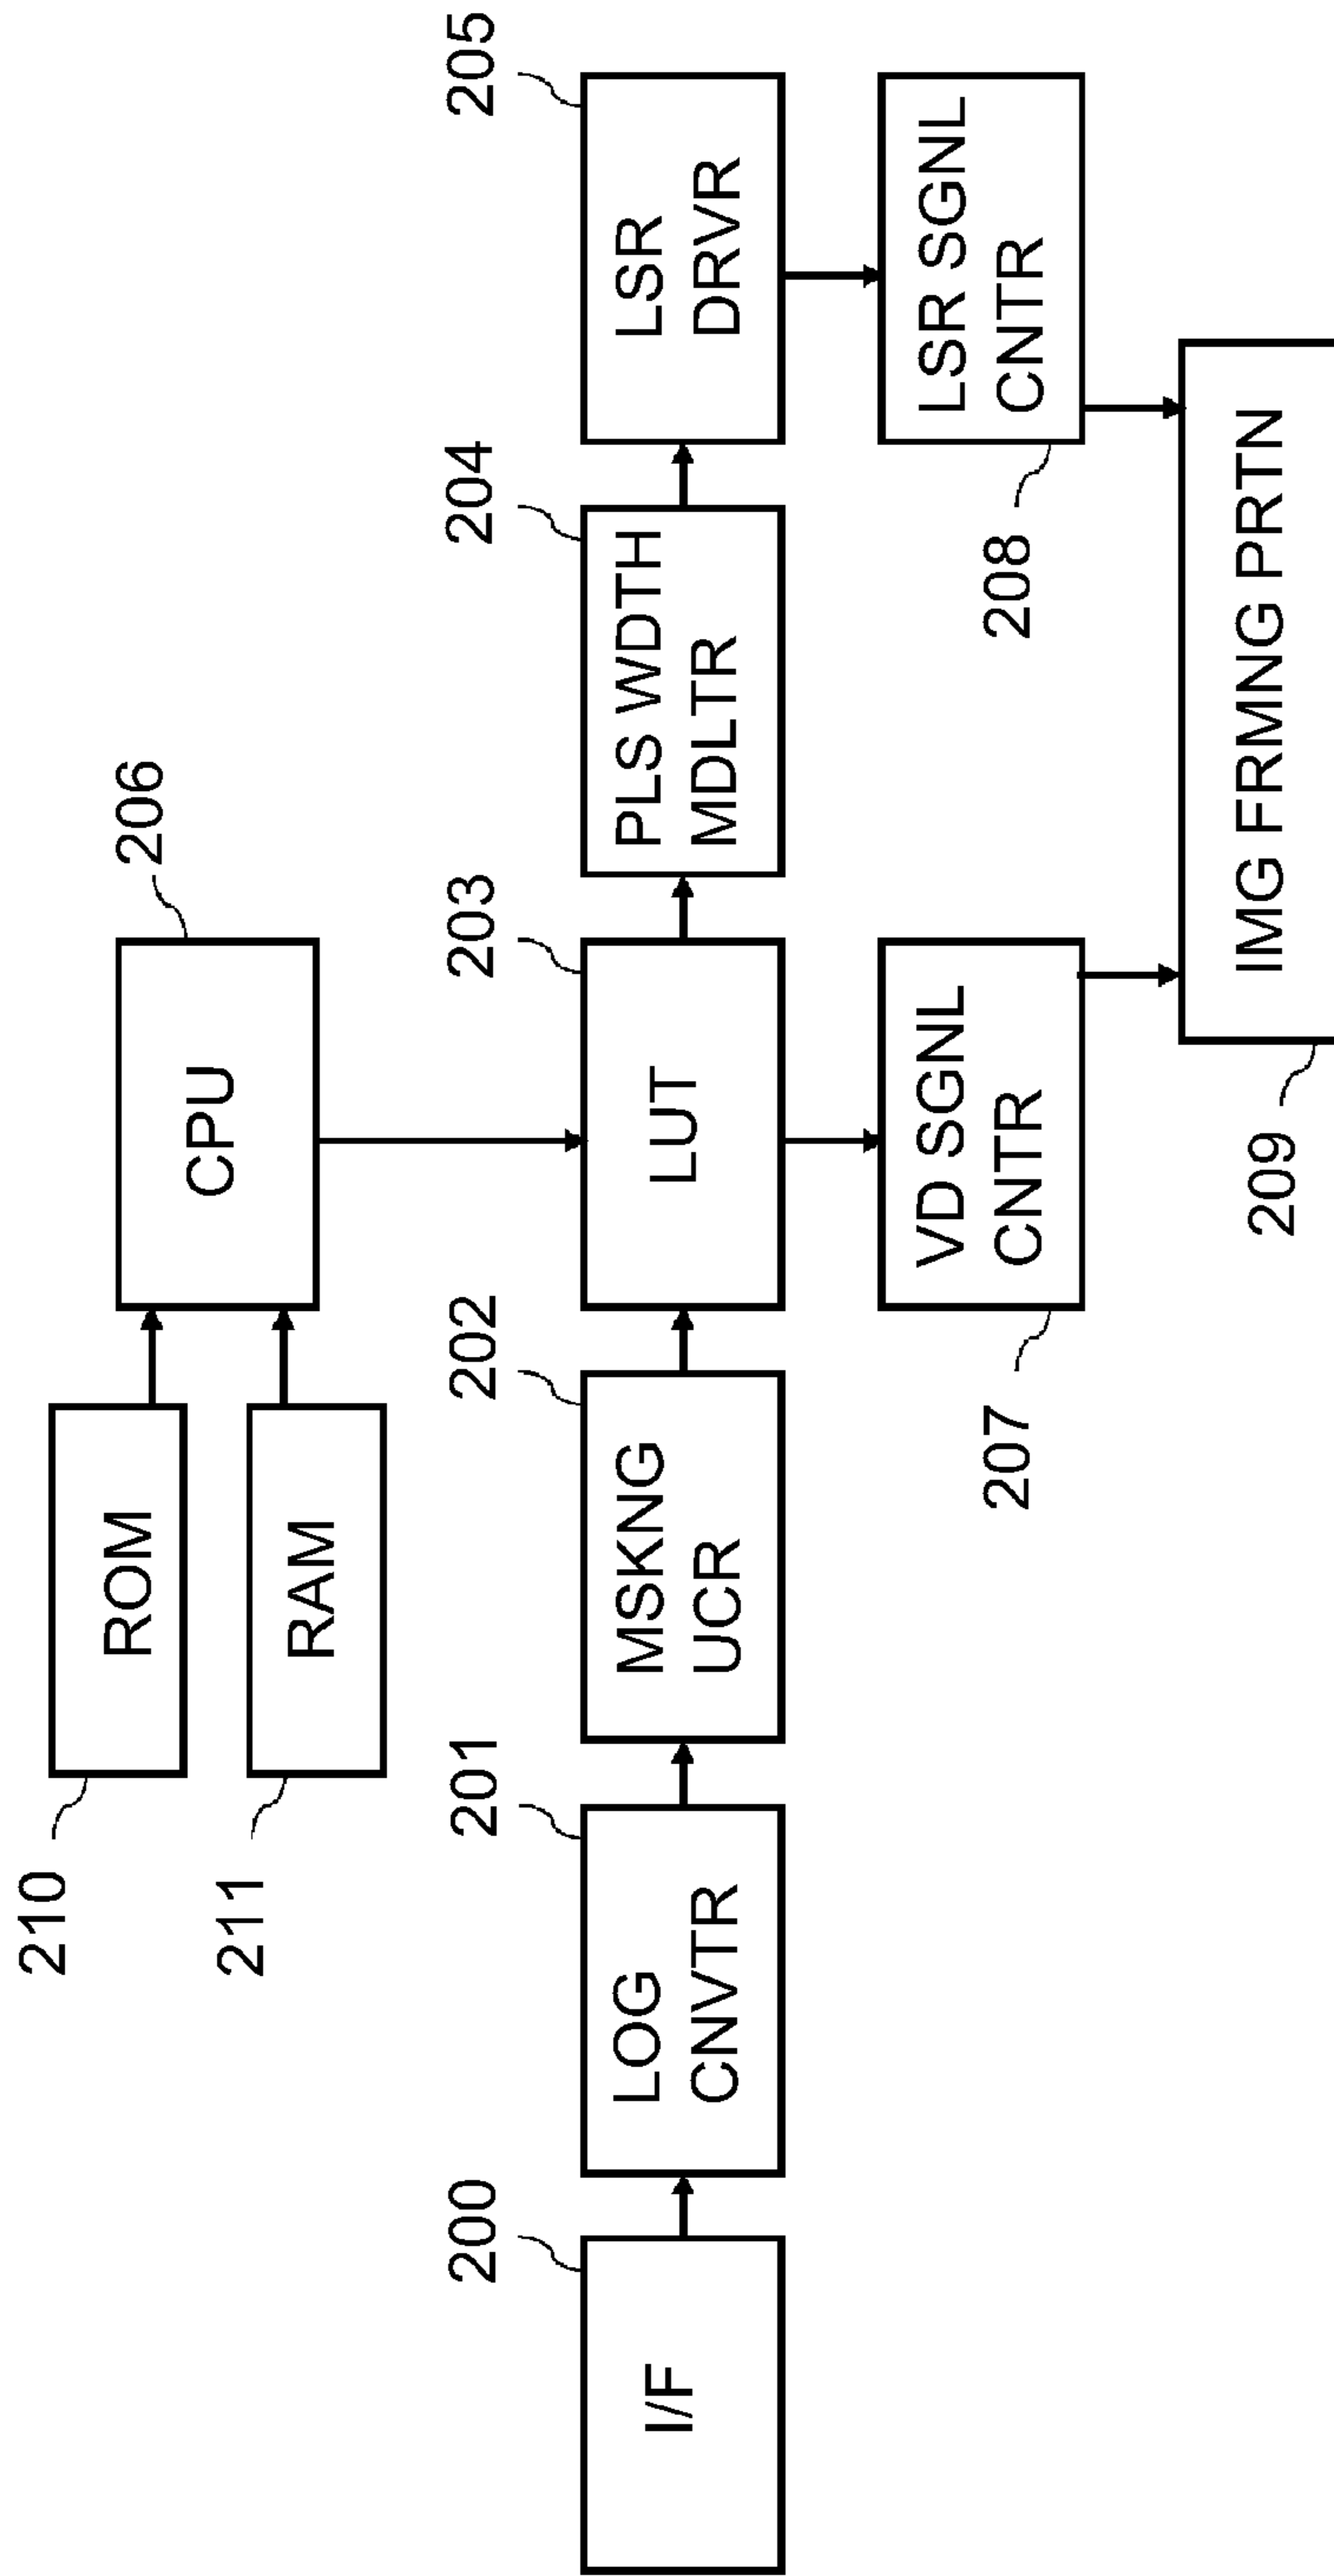 210
ROM
211
RAM
206
CPU
200
I/F
201
LOG
CNVTR
202
MSKNG
UCR
203
LUT
204
PLS WDTH
MDLTR
205
LSR
DRVR
207
VD SGNL
CNTR
208
LSR SGNL
CNTR
209
IMG FRMNG PRTN